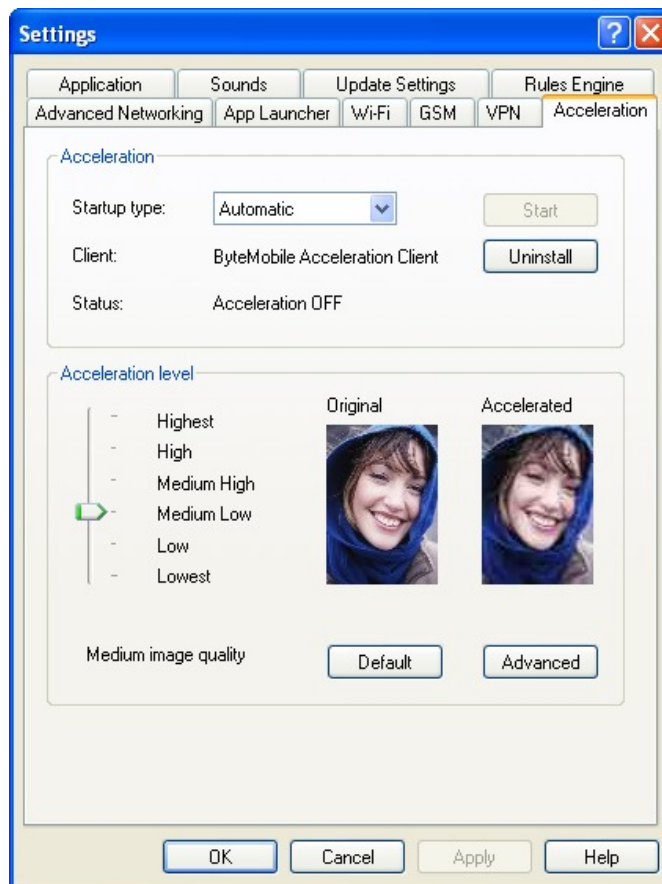 Settings
Application Sounds Update Settings Rules Engine
Advanced Networking App Launcher Wi-Fi GSM VPN Acceleration
Acceleration
Startup type: Automatic Start
Client: ByteMobile Acceleration Client Uninstall
Status: Acceleration OFF
Acceleration level
Original Accelerated
Highest
High
Medium High
Medium Low
Low
Lowest
Medium image quality Default Advanced
OK Cancel Apply Help